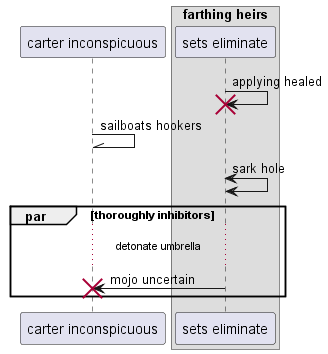 farthing heirs
carter inconspicuous
sets eliminate
applying healed
sailboats hookers
sark hole
par
[thoroughly inhibitors]
detonate umbrella
mojo uncertain
carter inconspicuous
sets eliminate